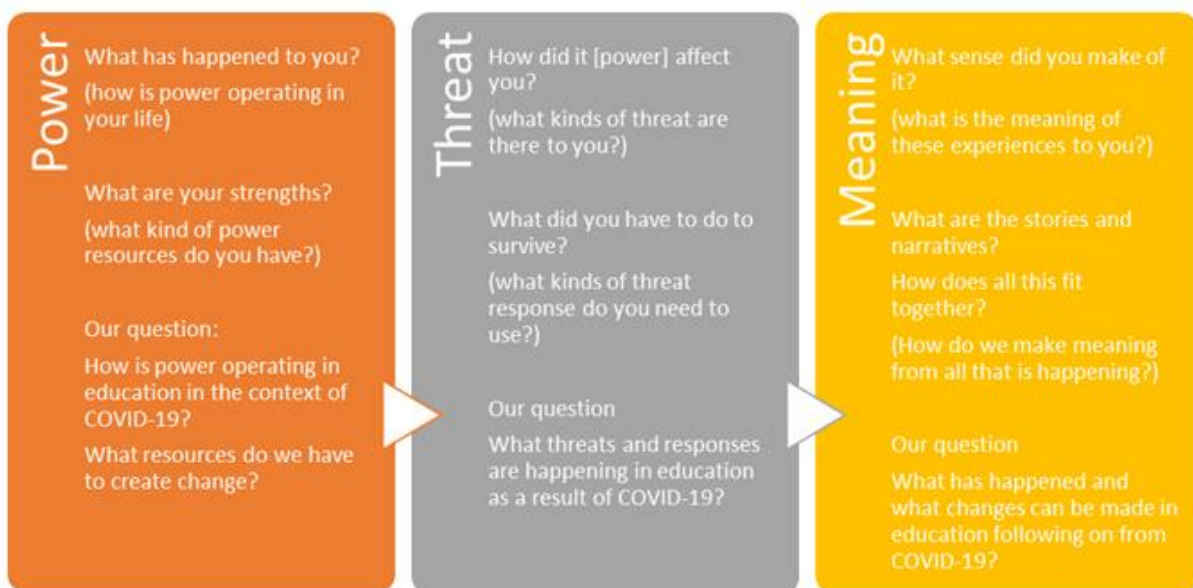 Power
What has happened to you?
(how is power operating in
your life)
What are your strengths?
(what kind of power
resources do you have?)
Our question:
How is power operating in
education in the context of
COVID-19?
What resources do we have
to create change?
Threat
How did it [power] affect
you?
(what kinds of threat are
there to you?)
What did you have to do to
survive?
(what kinds of threat
response do you need to
use?)
Our question
What threats and responses
are happening in education
as a result of COVID-19?
Meaning
What sense did you make of
it?
(what is the meaning of
these experiences to you?)
What are the stories and
narratives?
How does all this fit
together?
(How do we make meaning
from all that is happening?)
Our question
What has happened and
what changes can be made in
education following on from
COVID-19?